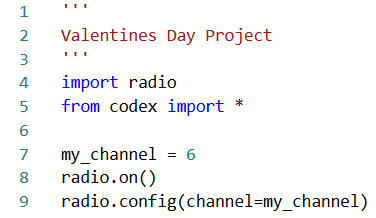 1 '''
2 Valentines Day Project
3 '''
4 import radio
5 from codex import *
6
7 my_channel = 6
8 radio.on()
9 radio.config(channel=my_channel)